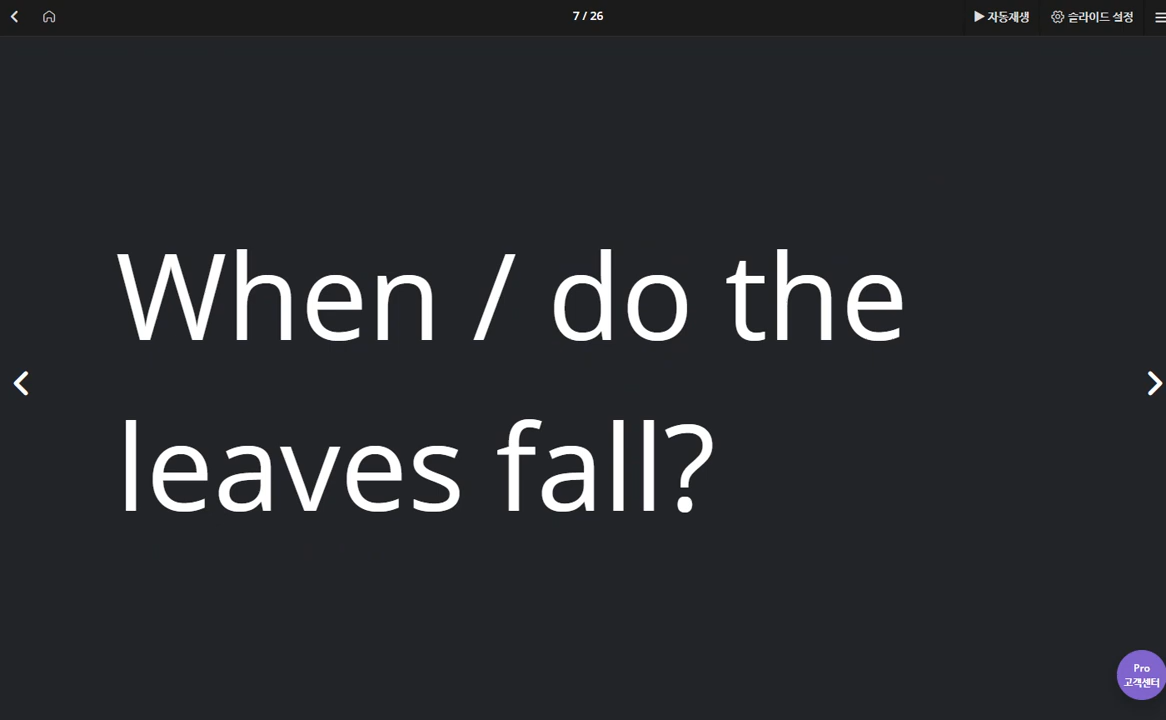 7 / 26
▶ 자동재생
슬라이드 설정
When / do the
leaves fall?
Pro
고객센터